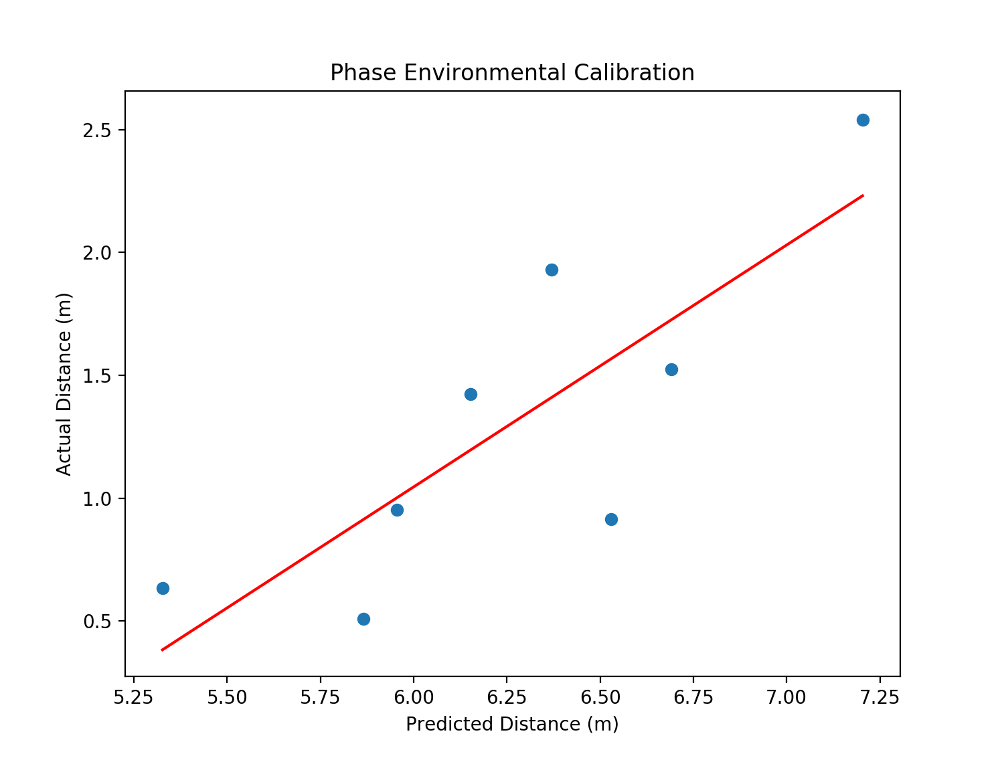 Phase Environmental Calibration
2.5
2.0
1.5
1.0
0.5
Actual Distance (m)
5.25 5.50 5.75 6.00 6.25 6.50 6.75 7.00 7.25
Predicted Distance (m)